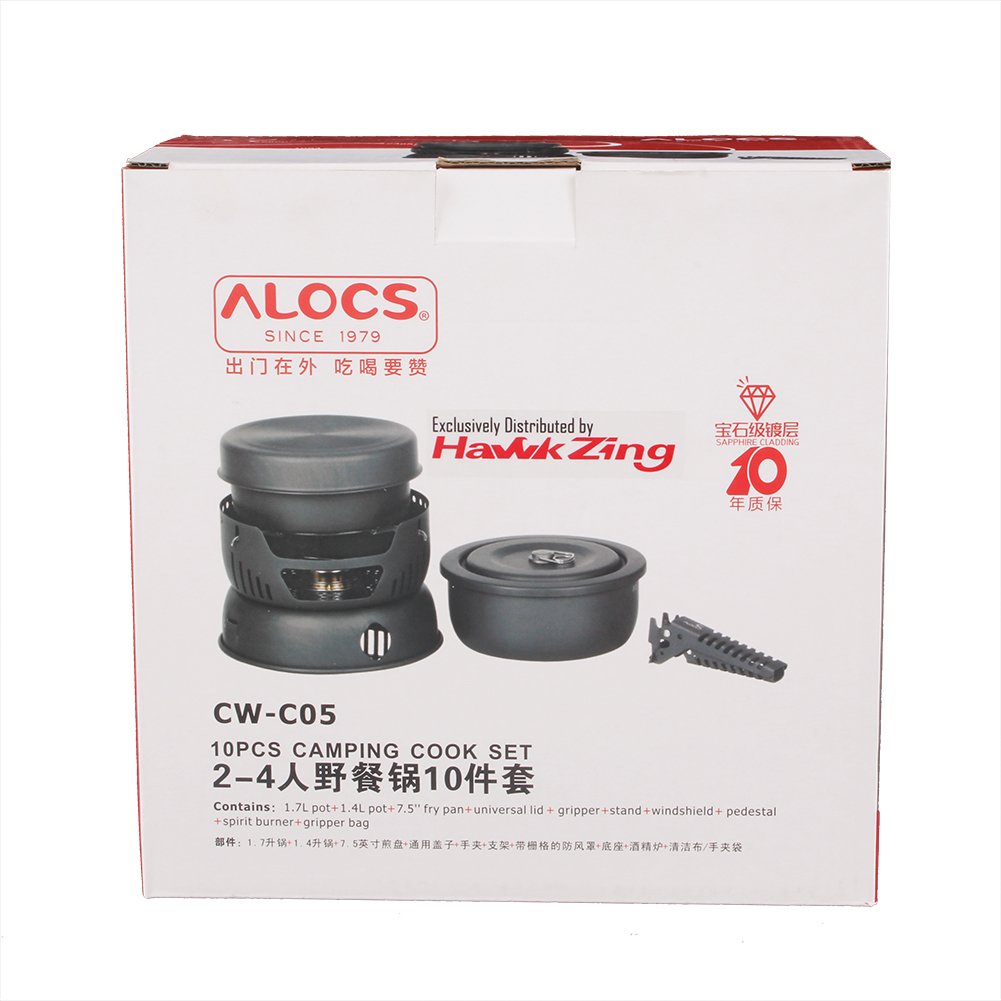 ALOCS
ALOCS®
SINCE 1979
出门在外 吃喝要赞
Exclusively Distributed by
HawkZing
宝石级镀层
SAPPHIRE CLADDING
10
年质保
CW-C05
10PCS CAMPING COOK SET
2-4人野餐锅10件套
Contains: 1.7L pot+1.4L pot+7.5''fry pan+universal lid + gripper+stand+windshield+ pedestal
+spirit burner+gripper bag
部件: 1.7升锅+1.4升锅+7.5英寸煎盘+通用盖子+手夹+支架+带栅格的防风罩+底座+酒精炉+清洁布/手夹袋